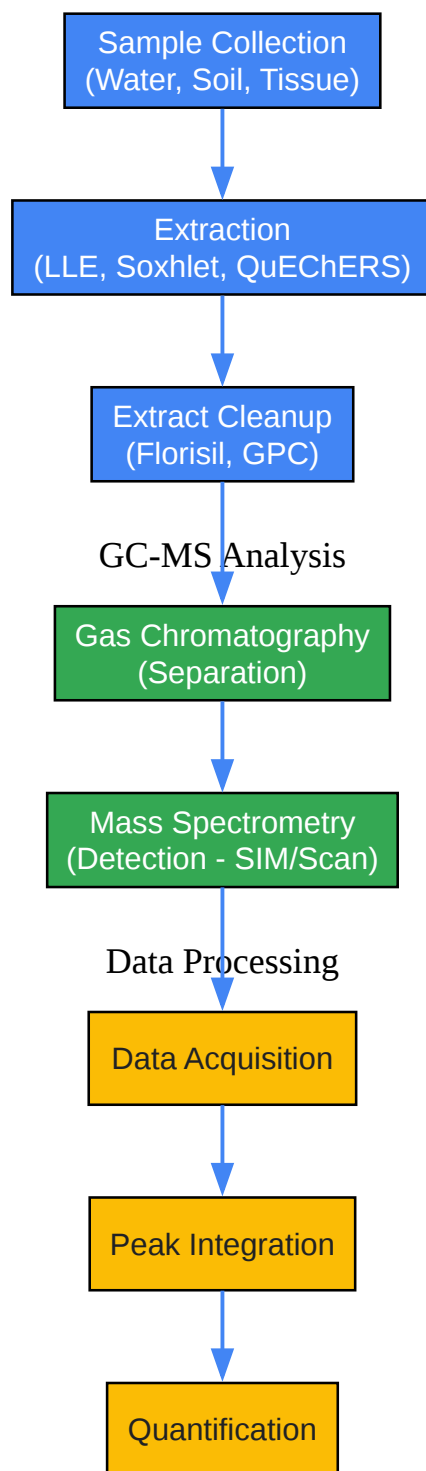 Sample Collection
(Water, Soil, Tissue)
Extraction
(LLE, Soxhlet, QuEChERS)
Extract Cleanup
(Florisil, GPC)
GC-MS Analysis
Gas Chromatography
(Separation)
Mass Spectrometry
(Detection - SIM/Scan)
Data Processing
Data Acquisition
Peak Integration
Quantification